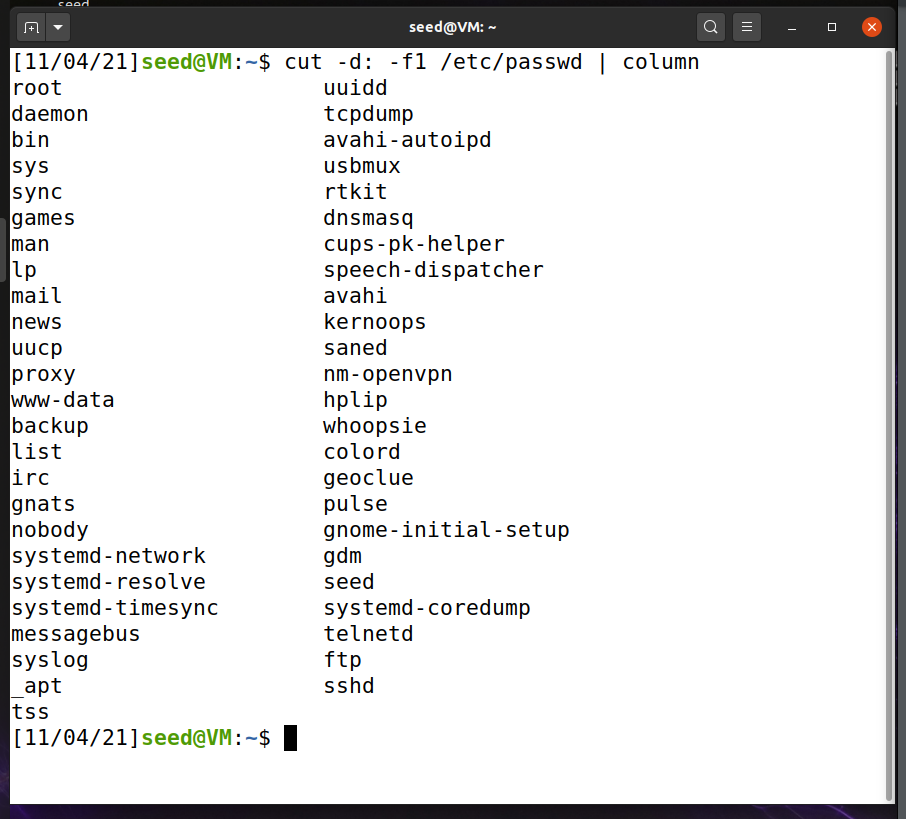 seed
seed@VM: ~
[11/04/21]seed@VM:~$ cut -d: -f1 /etc/passwd | column
root                    uuidd
daemon                  tcpdump
bin                     avahi-autoipd
sys                     usbmux
sync                    rtkit
games                   dnsmasq
man                     cups-pk-helper
lp                      speech-dispatcher
mail                    avahi
news                    kernoops
uucp                    saned
proxy                   nm-openvpn
www-data                hplip
backup                  whoopsie
list                    colord
irc                     geoclue
gnats                   pulse
nobody                  gnome-initial-setup
systemd-network         gdm
systemd-resolve         seed
systemd-timesync        systemd-coredump
messagebus              telnetd
syslog                  ftp
_apt                    sshd
tss
[11/04/21]seed@VM:~$